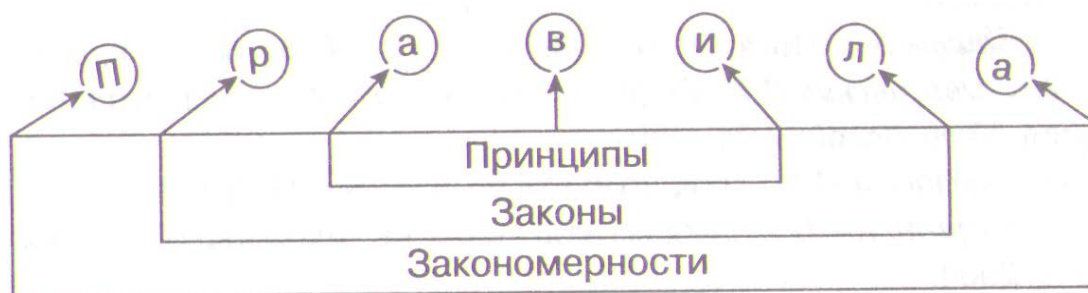 П р а в и л а
Принципы
Законы
Закономерности